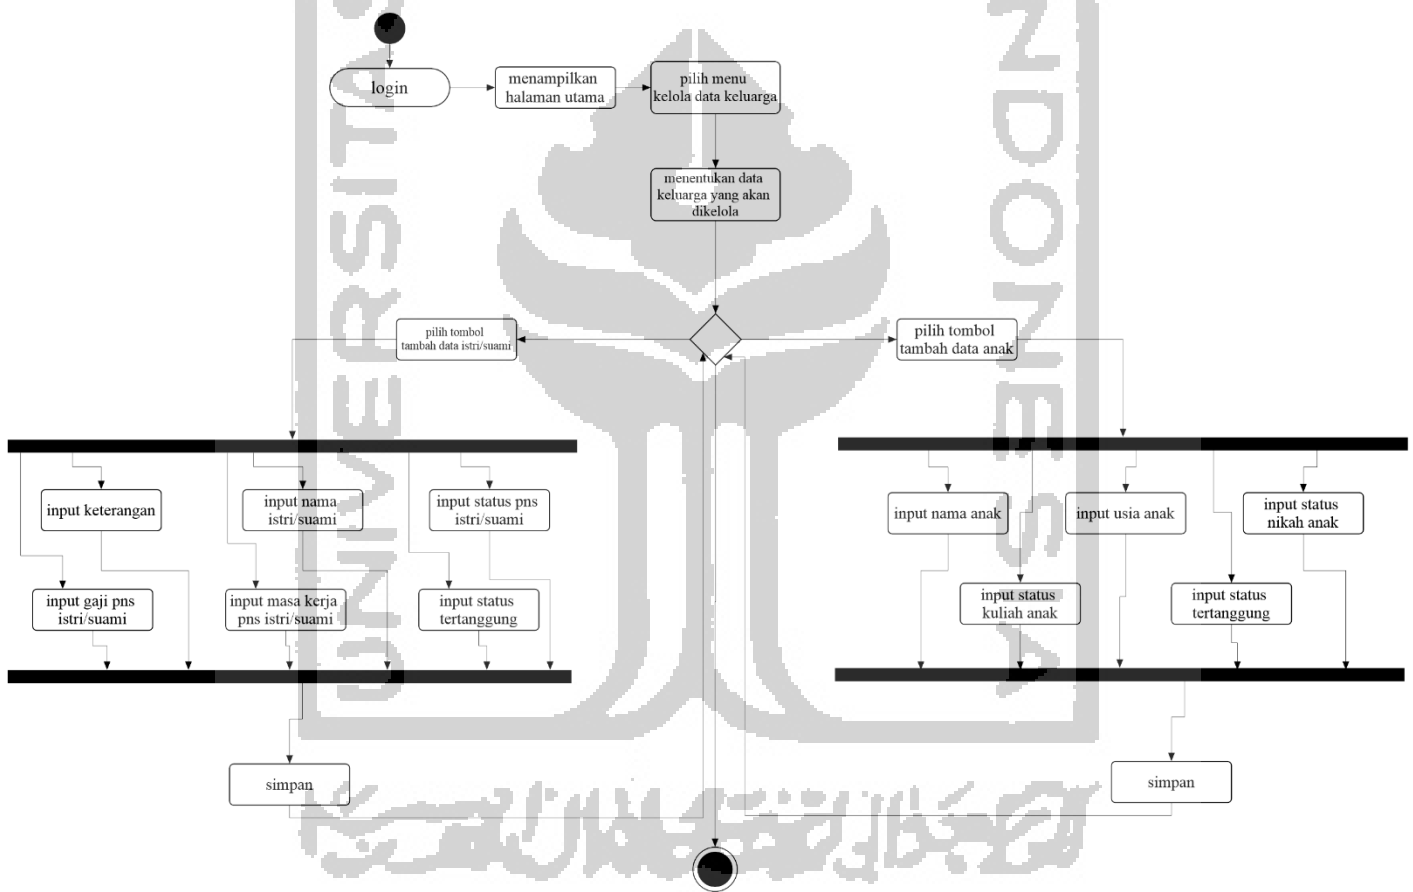 login
menampilkan
halaman utama
pilih menu
kelola data keluarga
menentukan data
keluarga yang akan
dikelola
pilih tombol
tambah data istri/suami
pilih tombol
tambah data anak
input keterangan
input nama
istri/suami
input status pns
istri/suami
input gaji pns
istri/suami
input masa kerja
pns istri/suami
input status
tertanggung
input nama anak
input usia anak
input status
nikah anak
input status
kuliah anak
input status
tertanggung
simpan
simpan
UNIVERSITAS